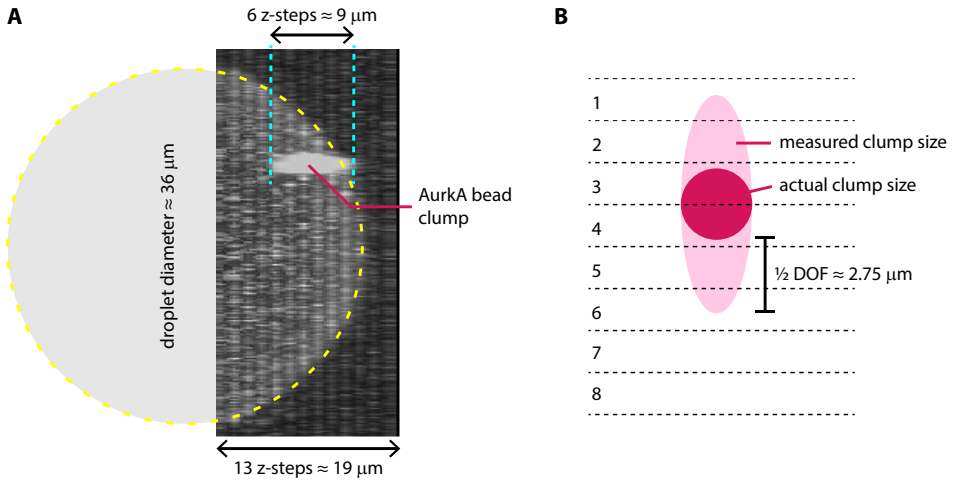 A
6 z-steps ≈ 9 μm
droplet diameter ≈ 36 μm
AurkA bead
clump
13 z-steps ≈ 19 μm
B
1
2
3
4
5
6
7
8
measured clump size
actual clump size
½ DOF ≈ 2.75 μm